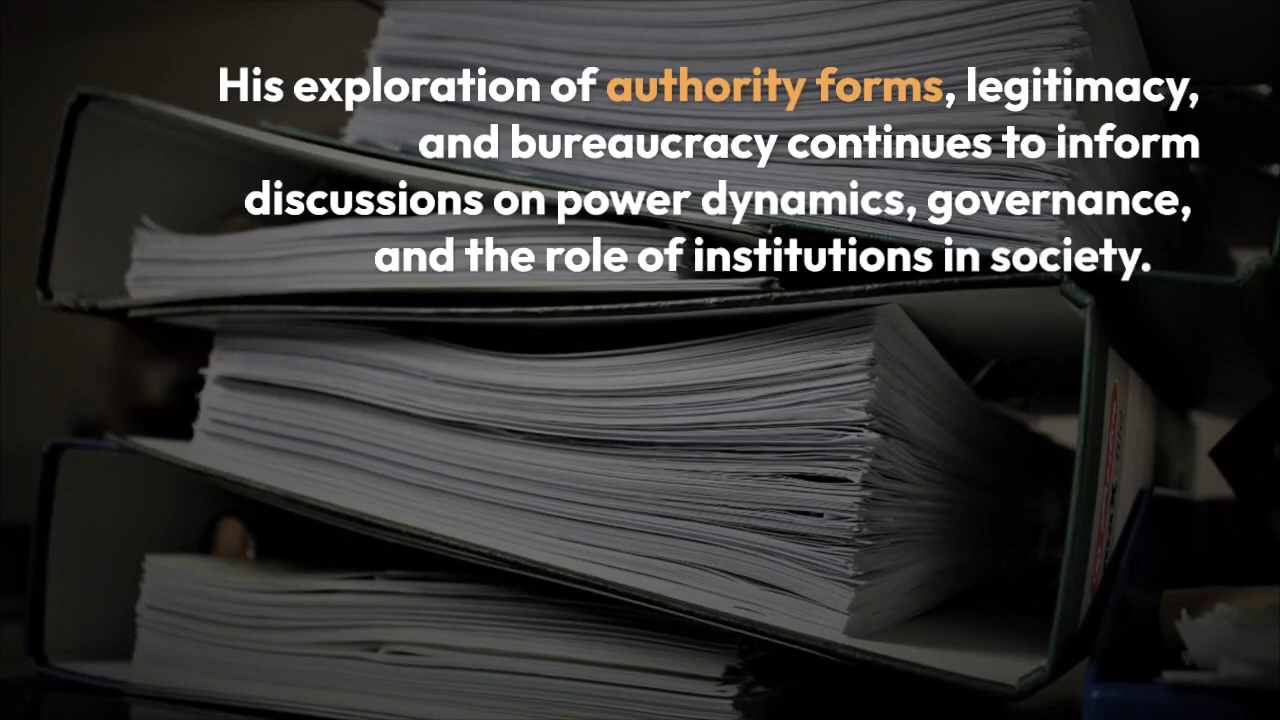 His exploration of authority forms, legitimacy,
and bureaucracy continues to inform
discussions on power dynamics, governance,
and the role of institutions in society.